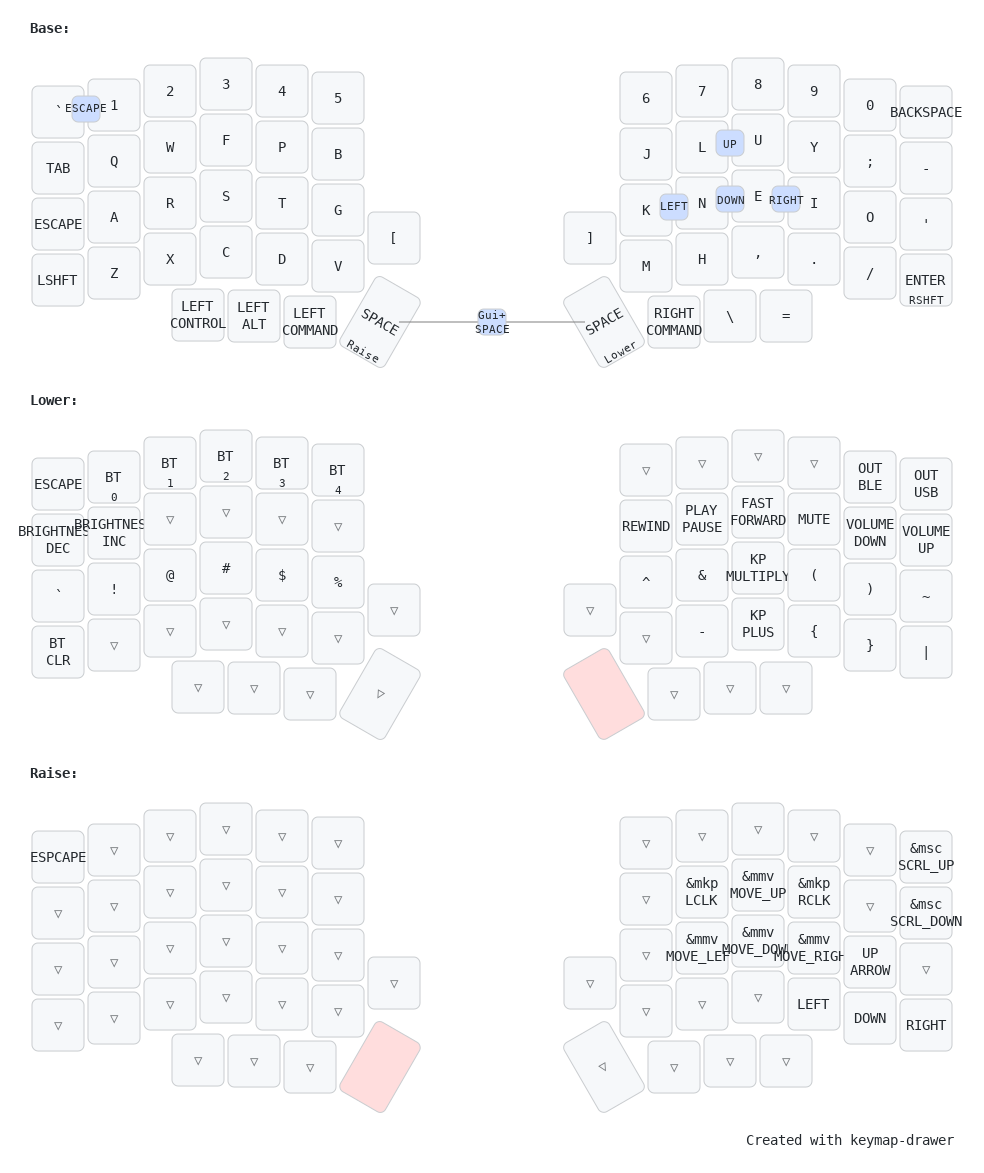 Base:
` ESCAPE 1 2 3 4 5 6 7 8 9 0 BACKSPACE
TAB Q W F P B J L UP U Y ; -
ESCAPE A R S T G K LEFT N DOWN E RIGHT I O '
[ ]
LSHFT Z X C D V M H , . / ENTER
RSHFT
LEFT CONTROL LEFT ALT LEFT COMMAND SPACE Raise Gui+ SPACE SPACE Lower RIGHT COMMAND \ =
Lower:
ESCAPE BT 0 BT 1 BT 2 BT 3 BT 4 ▽ ▽ ▽ ▽ OUT BLE OUT USB
BRIGHTNES DEC BRIGHTNES INC ▽ ▽ ▽ ▽ REWIND PLAY PAUSE FAST FORWARD MUTE VOLUME DOWN VOLUME UP
` ! @ # $ % ^ & KP MULTIPLY ( ) ~
▽ ▽
BT CLR ▽ ▽ ▽ ▽ ▽ ▽ - KP PLUS { } |
▽ ▽ ▽ ▽ ▽ ▽ ▽
Raise:
ESPCAPE ▽ ▽ ▽ ▽ ▽ ▽ ▽ ▽ ▽ ▽ &msc SCRL_UP
▽ ▽ ▽ ▽ ▽ ▽ ▽ &mkp LCLK &mmv MOVE_UP &mkp RCLK ▽ &msc SCRL_DOWN
▽ ▽ ▽ ▽ ▽ ▽ ▽ &mmv MOVE_LEF &mmv MOVE_DOW &mmv MOVE_RIGH UP ARROW ▽
▽ ▽
▽ ▽ ▽ ▽ ▽ ▽ ▽ ▽ ▽ LEFT DOWN RIGHT
▽ ▽ ▽ ▽ ▽ ▽ ▽
Created with keymap-drawer